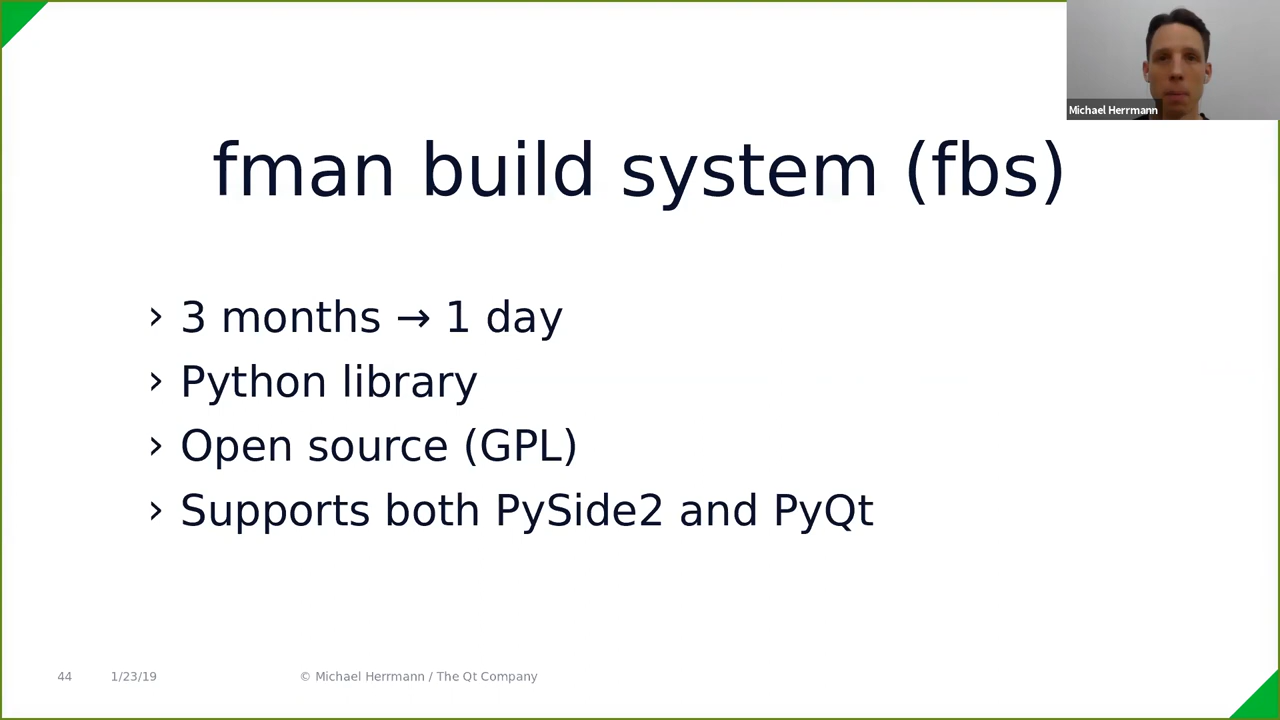 Michael Herrmann
fman build system (fbs)
› 3 months → 1 day
› Python library
› Open source (GPL)
› Supports both PySide2 and PyQt
44 1/23/19 © Michael Herrmann / The Qt Company